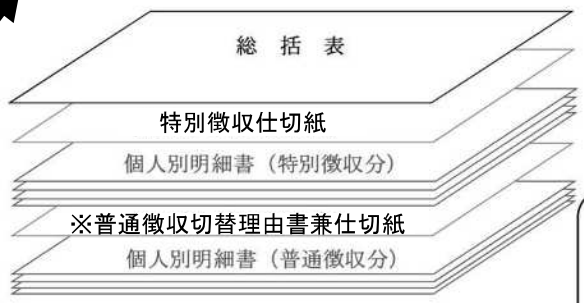 総括表
特別徴収仕切紙
個人別明細書（特別徴収分）
※普通徴収切替理由書兼仕切紙
個人別明細書（普通徴収分）